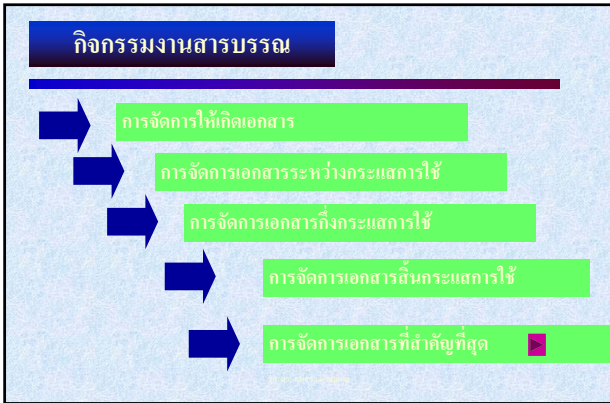 กิจกรรมงานสารบรรณ
การจัดการให้เกิดเอกสาร
การจัดการเอกสารระหว่างกระแสการใช้
การจัดการเอกสารกึ่งกระแสการใช้
การจัดการเอกสารสิ้นกระแสการใช้
การจัดการเอกสารที่สำคัญที่สุด